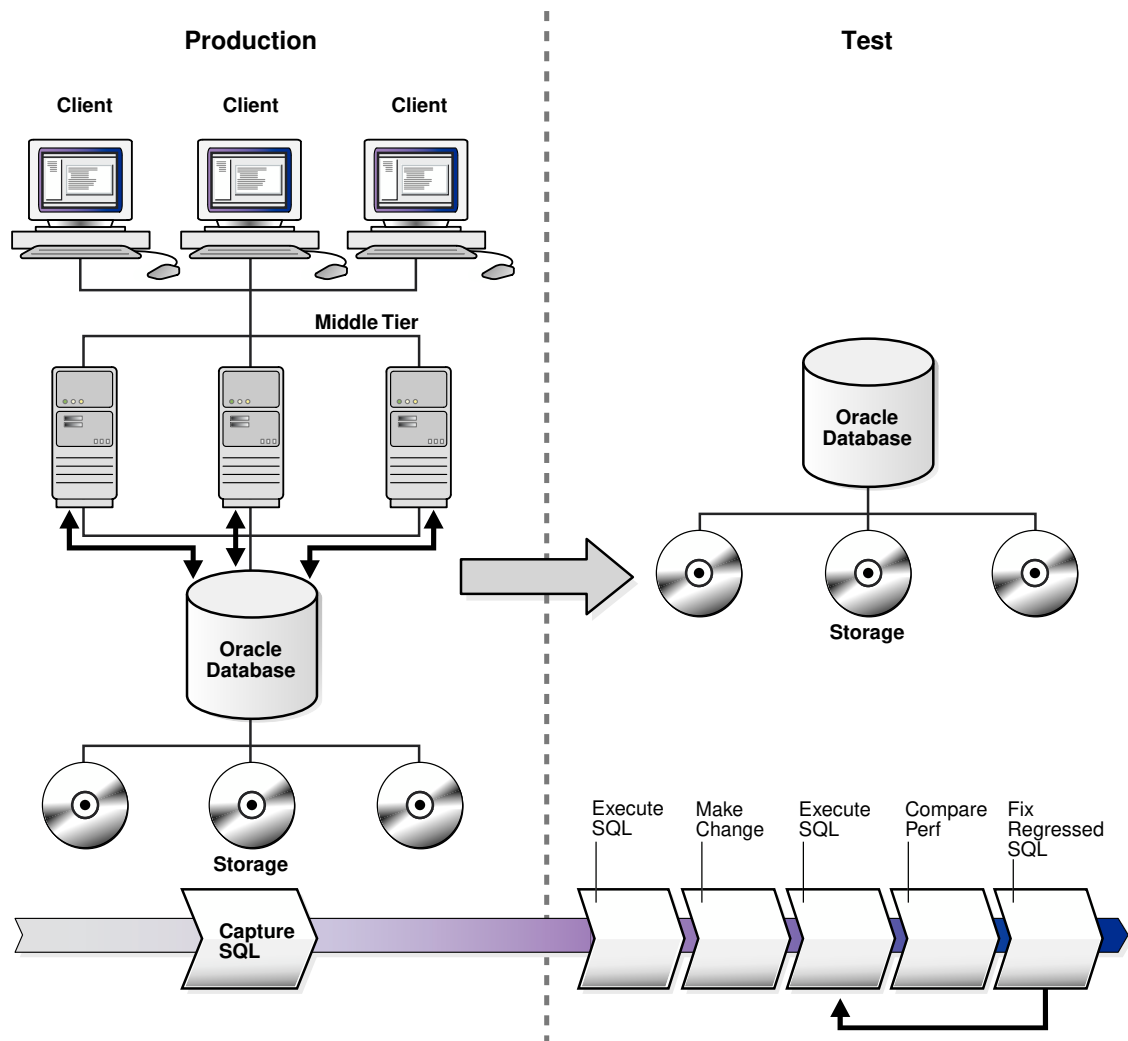 Production
Test
Client
Client
Client
Middle Tier
Oracle
Database
Oracle
Database
Storage
Storage
Execute
SQL
Make
Change
Execute
SQL
Compare
Perf
Fix
Regressed
SQL
Capture
SQL